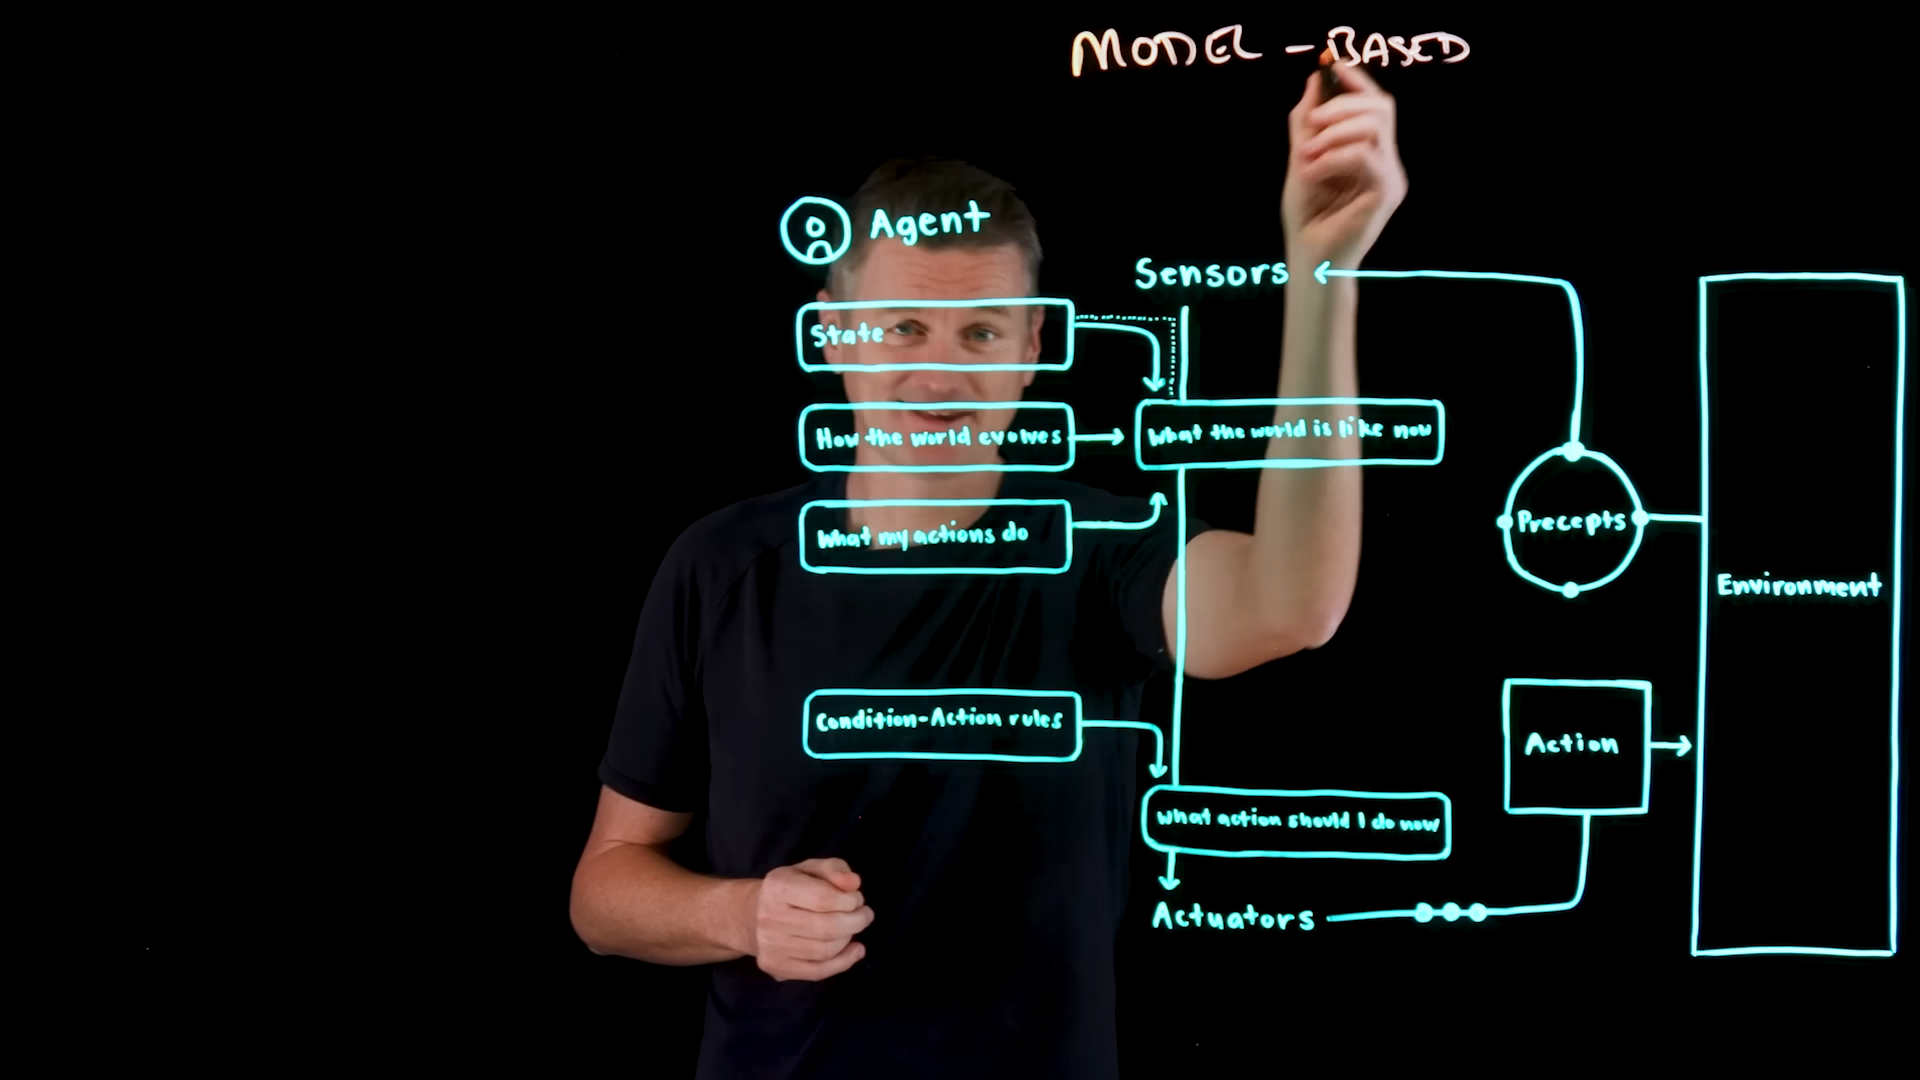 MODEL-BASED
Agent
Sensors
State
How the world evolves
What the world is like now
What my actions do
Precepts
Environment
Condition-Action rules
Action
What action should I do now
Actuators